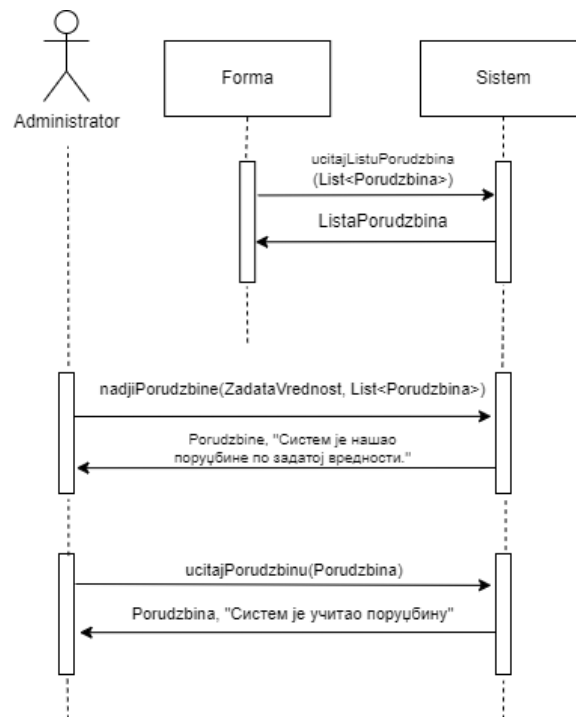 Administrator
Forma
Sistem
ucitajListuPorudzbina
(List<Porudzbina>)
ListaPorudzbina
nadjiPorudzbine(ZadataVrednost, List<Porudzbina>)
Porudzbine, "Систем је нашао
поруџбине по задатој вредности."
ucitajPorudzbinu(Porudzbina)
Porudzbina, "Систем је учитао поруџбину"